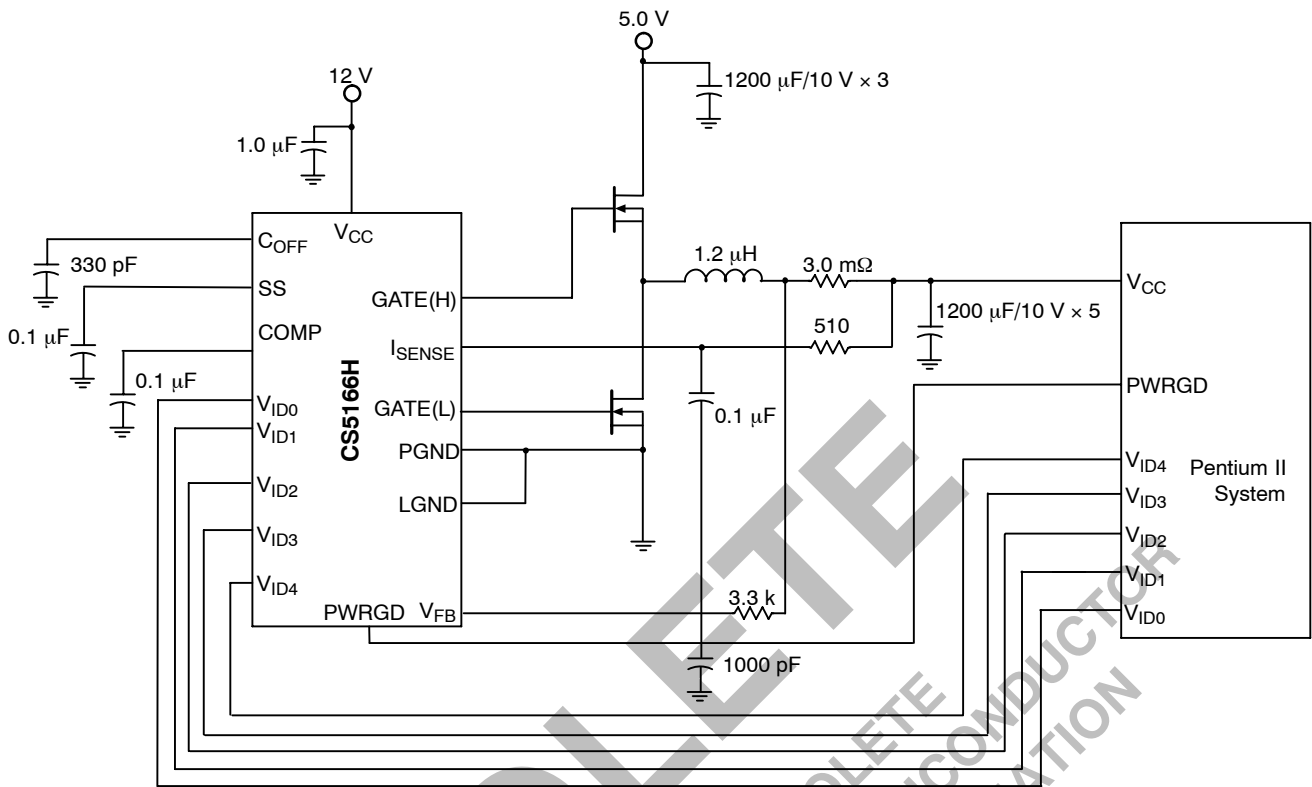 5.0 V
1200 μF/10 V × 3
12 V
1.0 μF
VCC
COFF
330 pF
SS
0.1 μF
COMP
0.1 μF
VID0
VID1
VID2
VID3
VID4
CS5166H
GATE(H)
ISENSE
GATE(L)
PGND
LGND
PWRGD
VFB
1.2 μH
3.0 mΩ
510
1200 μF/10 V × 5
0.1 μF
3.3 k
1000 pF
VCC
PWRGD
VID4
VID3
VID2
VID1
VID0
Pentium II
System